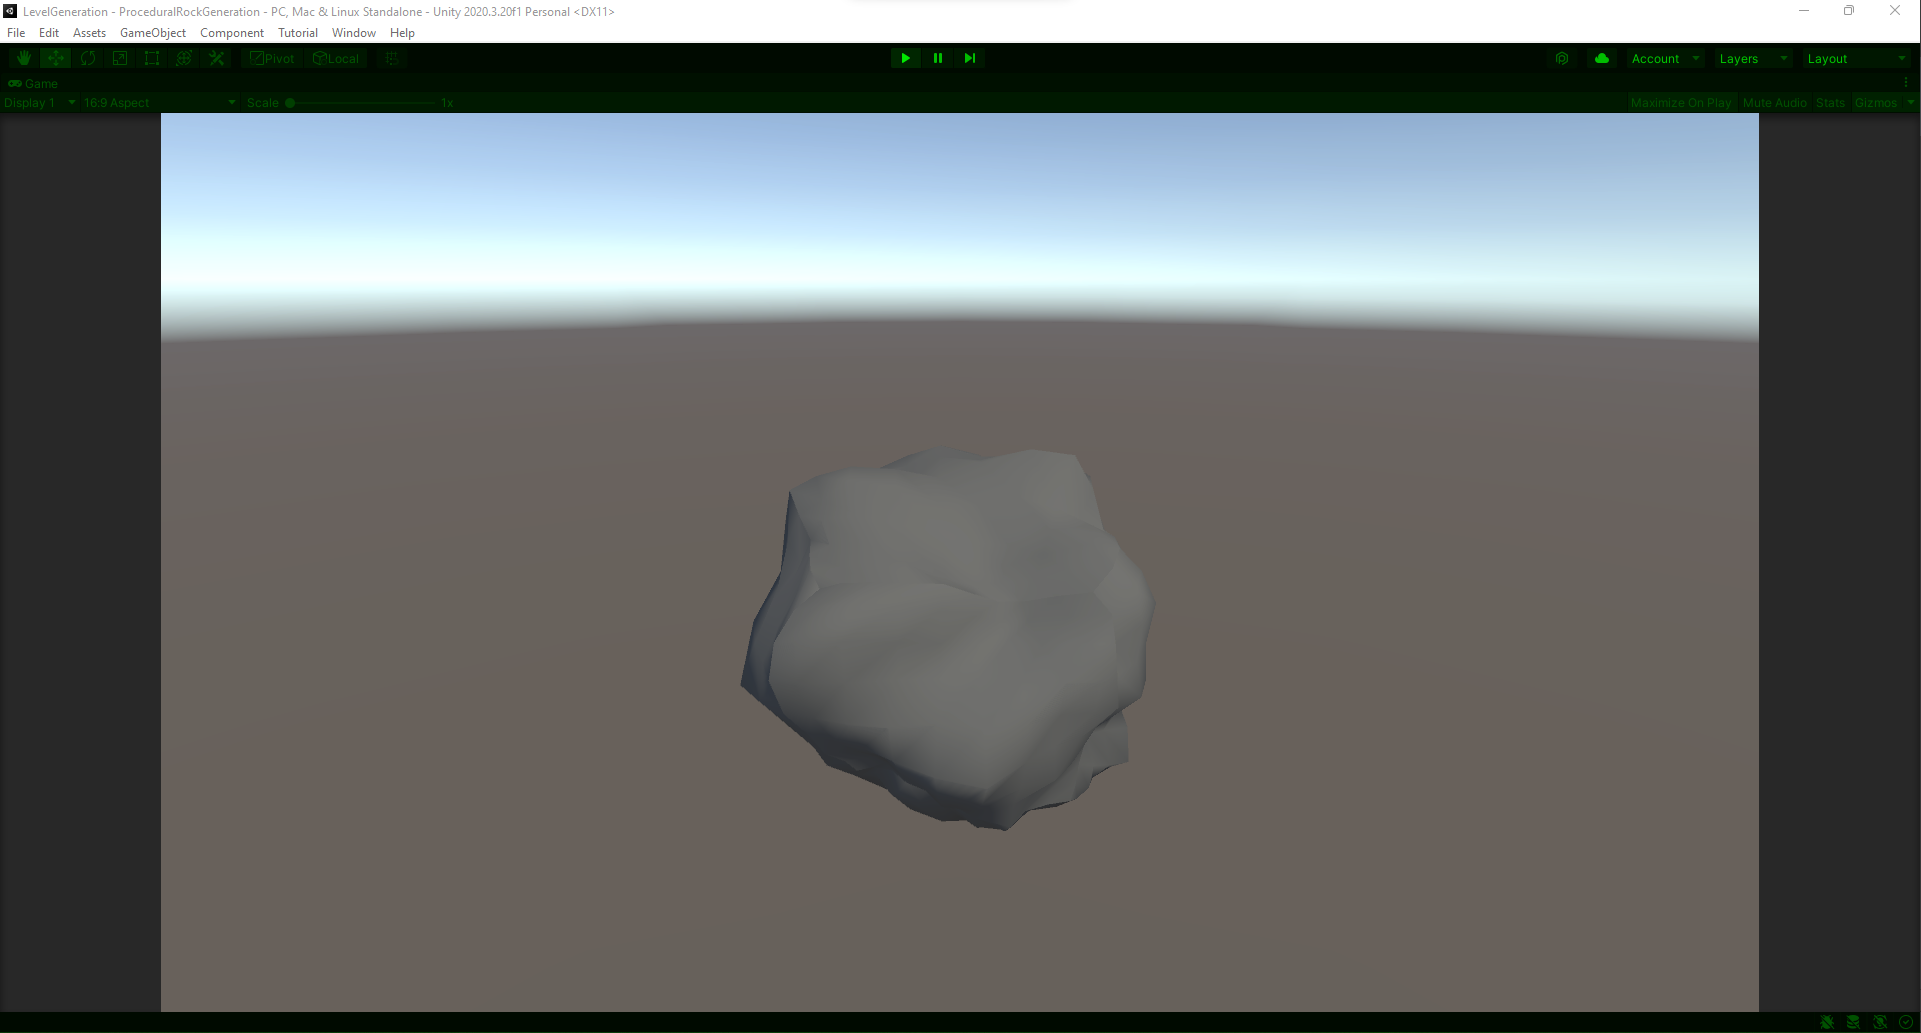 LevelGeneration - ProceduralRockGeneration - PC, Mac & Linux Standalone - Unity 2020.3.20f1 Personal <DX11>
File Edit Assets GameObject Component Tutorial Window Help
Pivot Local Account Layers Layout
Game
Display 1 16:9 Aspect Scale 1x Maximize On Play Mute Audio Stats Gizmos